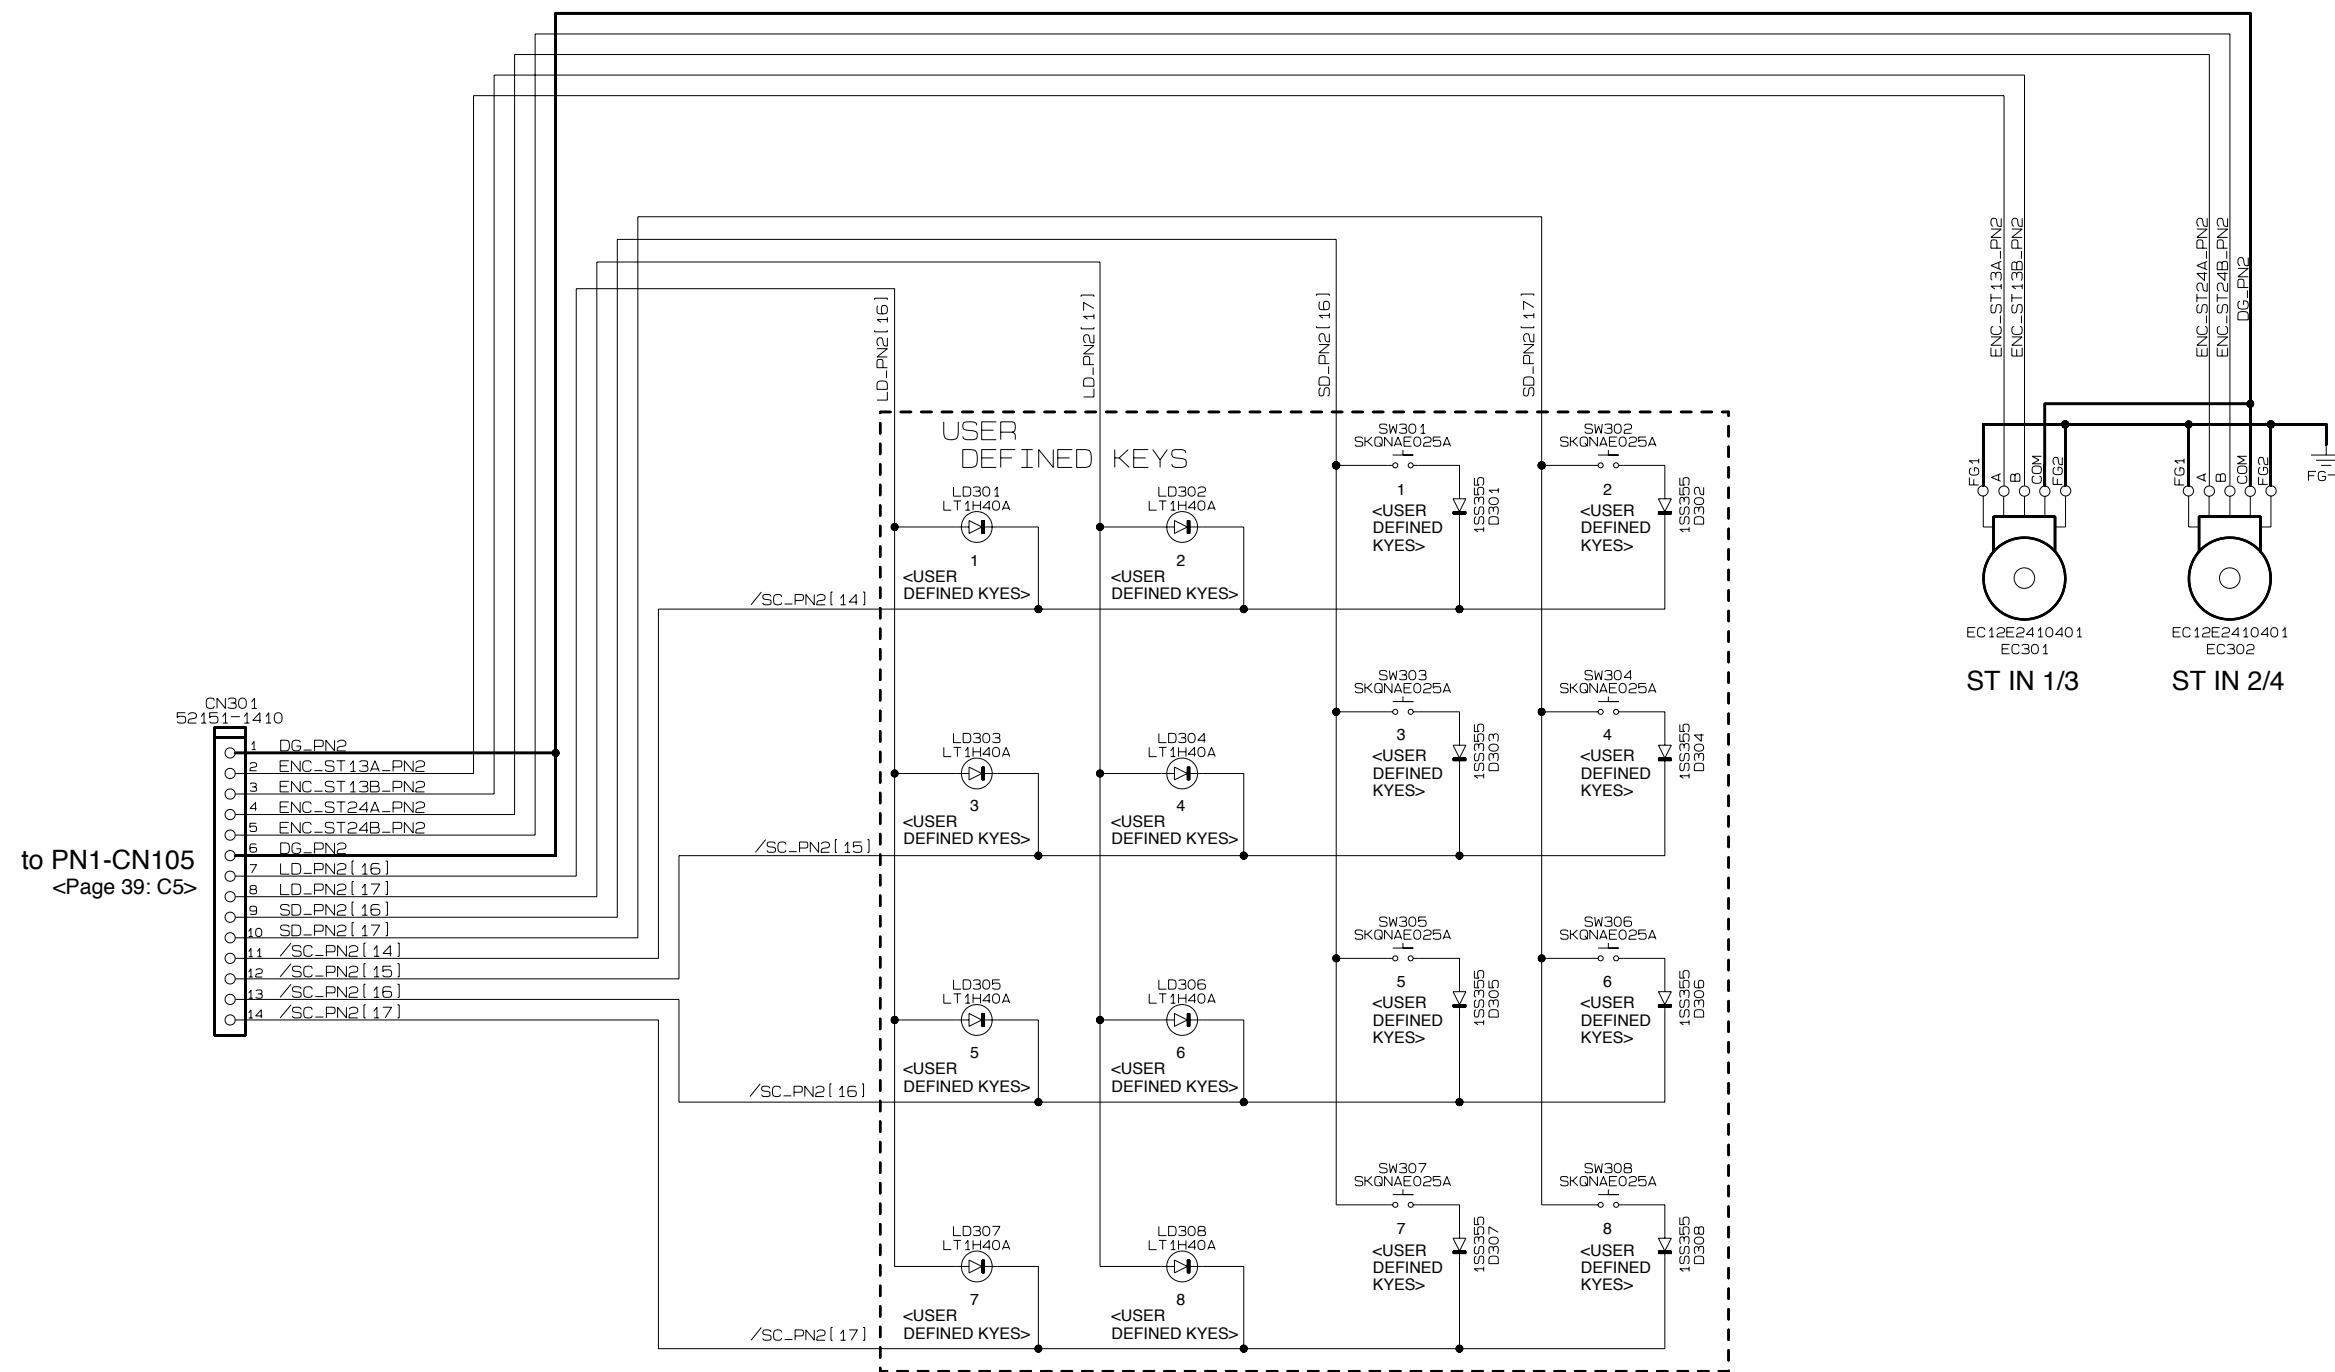 LD_PN2[16]
LD_PN2[17]
SD_PN2[16]
SD_PN2[17]
ENC_ST13A_PN2
ENC_ST13B_PN2
ENC_ST24A_PN2
ENC_ST24B_PN2
DG_PN2
USER
DEFINED KEYS
SW301
SKQNAE025A
1
<USER
DEFINED
KYES>
1SS355
D301
SW302
SKQNAE025A
2
<USER
DEFINED
KYES>
1SS355
D302
LD301
LT1H40A
1
<USER
DEFINED KYES>
LD302
LT1H40A
2
<USER
DEFINED KYES>
/SC_PN2[14]
FG1
A
B
COM
FG2
FG1
A
B
COM
FG2
FG
EC12E2410401
EC301
ST IN 1/3
EC12E2410401
EC302
ST IN 2/4
SW303
SKQNAE025A
3
<USER
DEFINED
KYES>
1SS355
D303
SW304
SKQNAE025A
4
<USER
DEFINED
KYES>
1SS355
D304
LD303
LT1H40A
3
<USER
DEFINED KYES>
LD304
LT1H40A
4
<USER
DEFINED KYES>
/SC_PN2[15]
CN301
52151-1410
1 DG_PN2
2 ENC_ST13A_PN2
3 ENC_ST13B_PN2
4 ENC_ST24A_PN2
5 ENC_ST24B_PN2
6 DG_PN2
7 LD_PN2[16]
8 LD_PN2[17]
9 SD_PN2[16]
10 SD_PN2[17]
11 /SC_PN2[14]
12 /SC_PN2[15]
13 /SC_PN2[16]
14 /SC_PN2[17]
to PN1-CN105
<Page 39: C5>
SW305
SKQNAE025A
5
<USER
DEFINED
KYES>
1SS355
D305
SW306
SKQNAE025A
6
<USER
DEFINED
KYES>
1SS355
D306
LD305
LT1H40A
5
<USER
DEFINED KYES>
LD306
LT1H40A
6
<USER
DEFINED KYES>
/SC_PN2[16]
SW307
SKQNAE025A
7
<USER
DEFINED
KYES>
1SS355
D307
SW308
SKQNAE025A
8
<USER
DEFINED
KYES>
1SS355
D308
LD307
LT1H40A
7
<USER
DEFINED KYES>
LD308
LT1H40A
8
<USER
DEFINED KYES>
/SC_PN2[17]